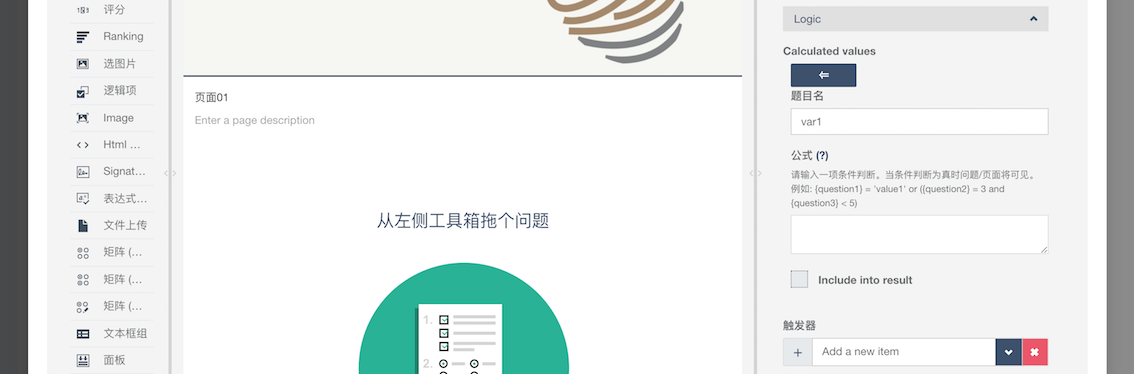 评分
Ranking
选图片
逻辑项
Image
Html ...
Signat...
表达式...
文件上传
矩阵 (...
矩阵 (...
矩阵 (...
文本框组
面板
页面01
Enter a page description
从左侧工具箱拖个问题
1.
2.
Logic
Calculated values
题目名
var1
公式 (?)
请输入一项条件判断。当条件判断为真时问题/页面将可见。
例如: {question1} = 'value1' or ({question2} = 3 and
{question3} < 5)
Include into result
触发器
Add a new item